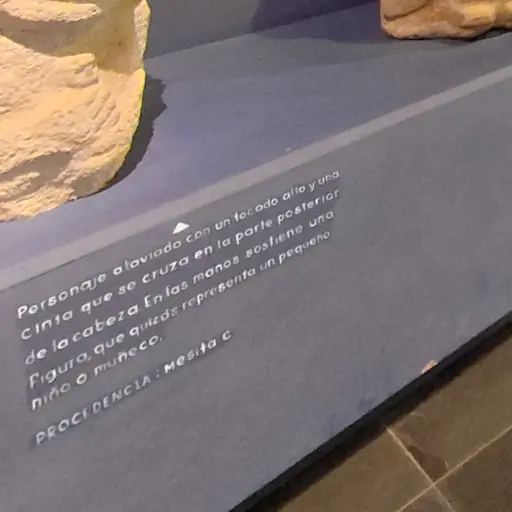 Personaje ataviado con un tocado alto y una
cinta que se cruza en la parte posterior
de la cabeza. En las manos sostiene una
figura, que quizás representa un pequeño
niño o muñeco.
PROCEDENCIA: Mesita C